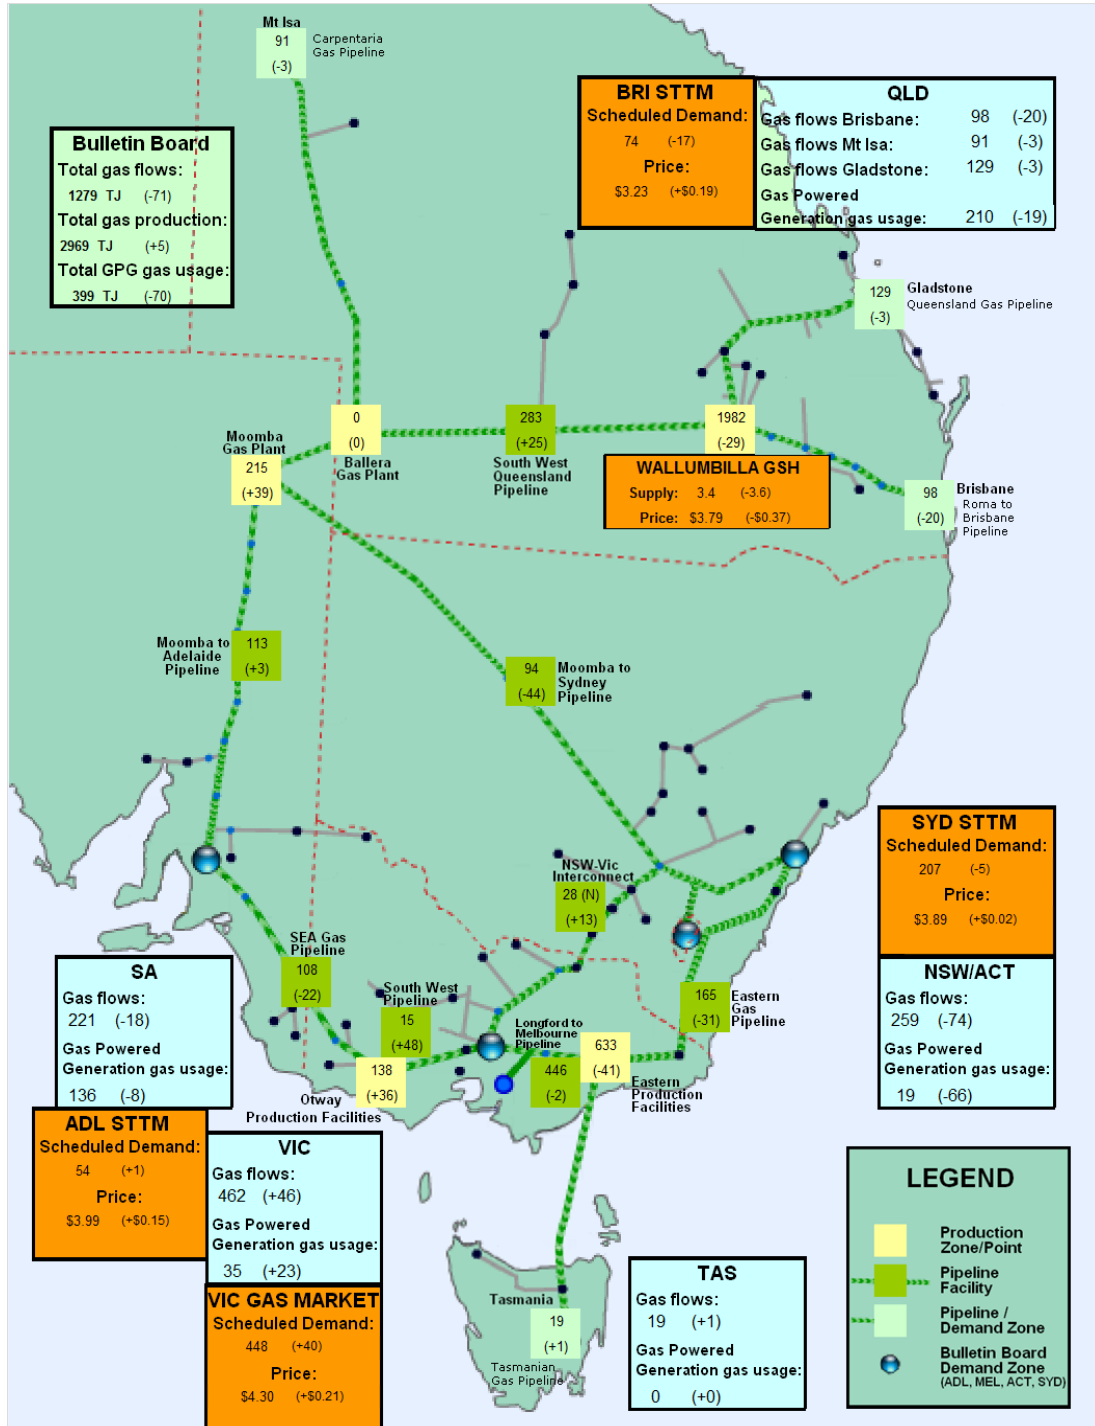 Mt Isa
91
(-3)
Carpentaria
Gas Pipeline
Bulletin Board
Total gas flows:
1279 TJ (-71)
Total gas production:
2969 TJ (+5)
Total GPG gas usage:
399 TJ (-70)
BRI STTM
Scheduled Demand:
74 (-17)
Price:
$3.23 (+$0.19)
QLD
Gas flows Brisbane: 98 (-20)
Gas flows Mt Isa: 91 (-3)
Gas flows Gladstone: 129 (-3)
Gas Powered
Generation gas usage: 210 (-19)
129
(-3)
Gladstone
Queensland Gas Pipeline
0
(0)
Ballera
Gas Plant
283
(+25)
South West
Queensland
Pipeline
1982
(-29)
Moomba
Gas Plant
215
(+39)
WALLUMBILLA GSH
Supply: 3.4 (-3.6)
Price: $3.79 (-$0.37)
98
(-20)
Brisbane
Roma to
Brisbane
Pipeline
Moomba to
Adelaide
Pipeline
113
(+3)
94
(-44)
Moomba to
Sydney
Pipeline
SYD STTM
Scheduled Demand:
207 (-5)
Price:
$3.89 (+$0.02)
NSW-Vic
Interconnect
28 (N)
(+13)
SEA Gas
Pipeline
108
(-22)
South West
Pipeline
15
(+48)
NSW/ACT
Gas flows:
259 (-74)
Gas Powered
Generation gas usage:
19 (-66)
165
(-31)
Eastern
Gas
Pipeline
SA
Gas flows:
221 (-18)
Gas Powered
Generation gas usage:
136 (-8)
Longford to
Melbourne
Pipeline
446
(-2)
633
(-41)
Eastern
Production
Facilities
138
(+36)
Otway
Production Facilities
ADL STTM
Scheduled Demand:
54 (+1)
Price:
$3.99 (+$0.15)
VIC
Gas flows:
462 (+46)
Gas Powered
Generation gas usage:
35 (+23)
VIC GAS MARKET
Scheduled Demand:
448 (+40)
Price:
$4.30 (+$0.21)
Tasmania
19
(+1)
Tasmanian
Gas Pipeline
TAS
Gas flows:
19 (+1)
Gas Powered
Generation gas usage:
0 (+0)
LEGEND
Production
Zone/Point
Pipeline
Facility
Pipeline /
Demand Zone
Bulletin Board
Demand Zone
(ADL, MEL, ACT, SYD)